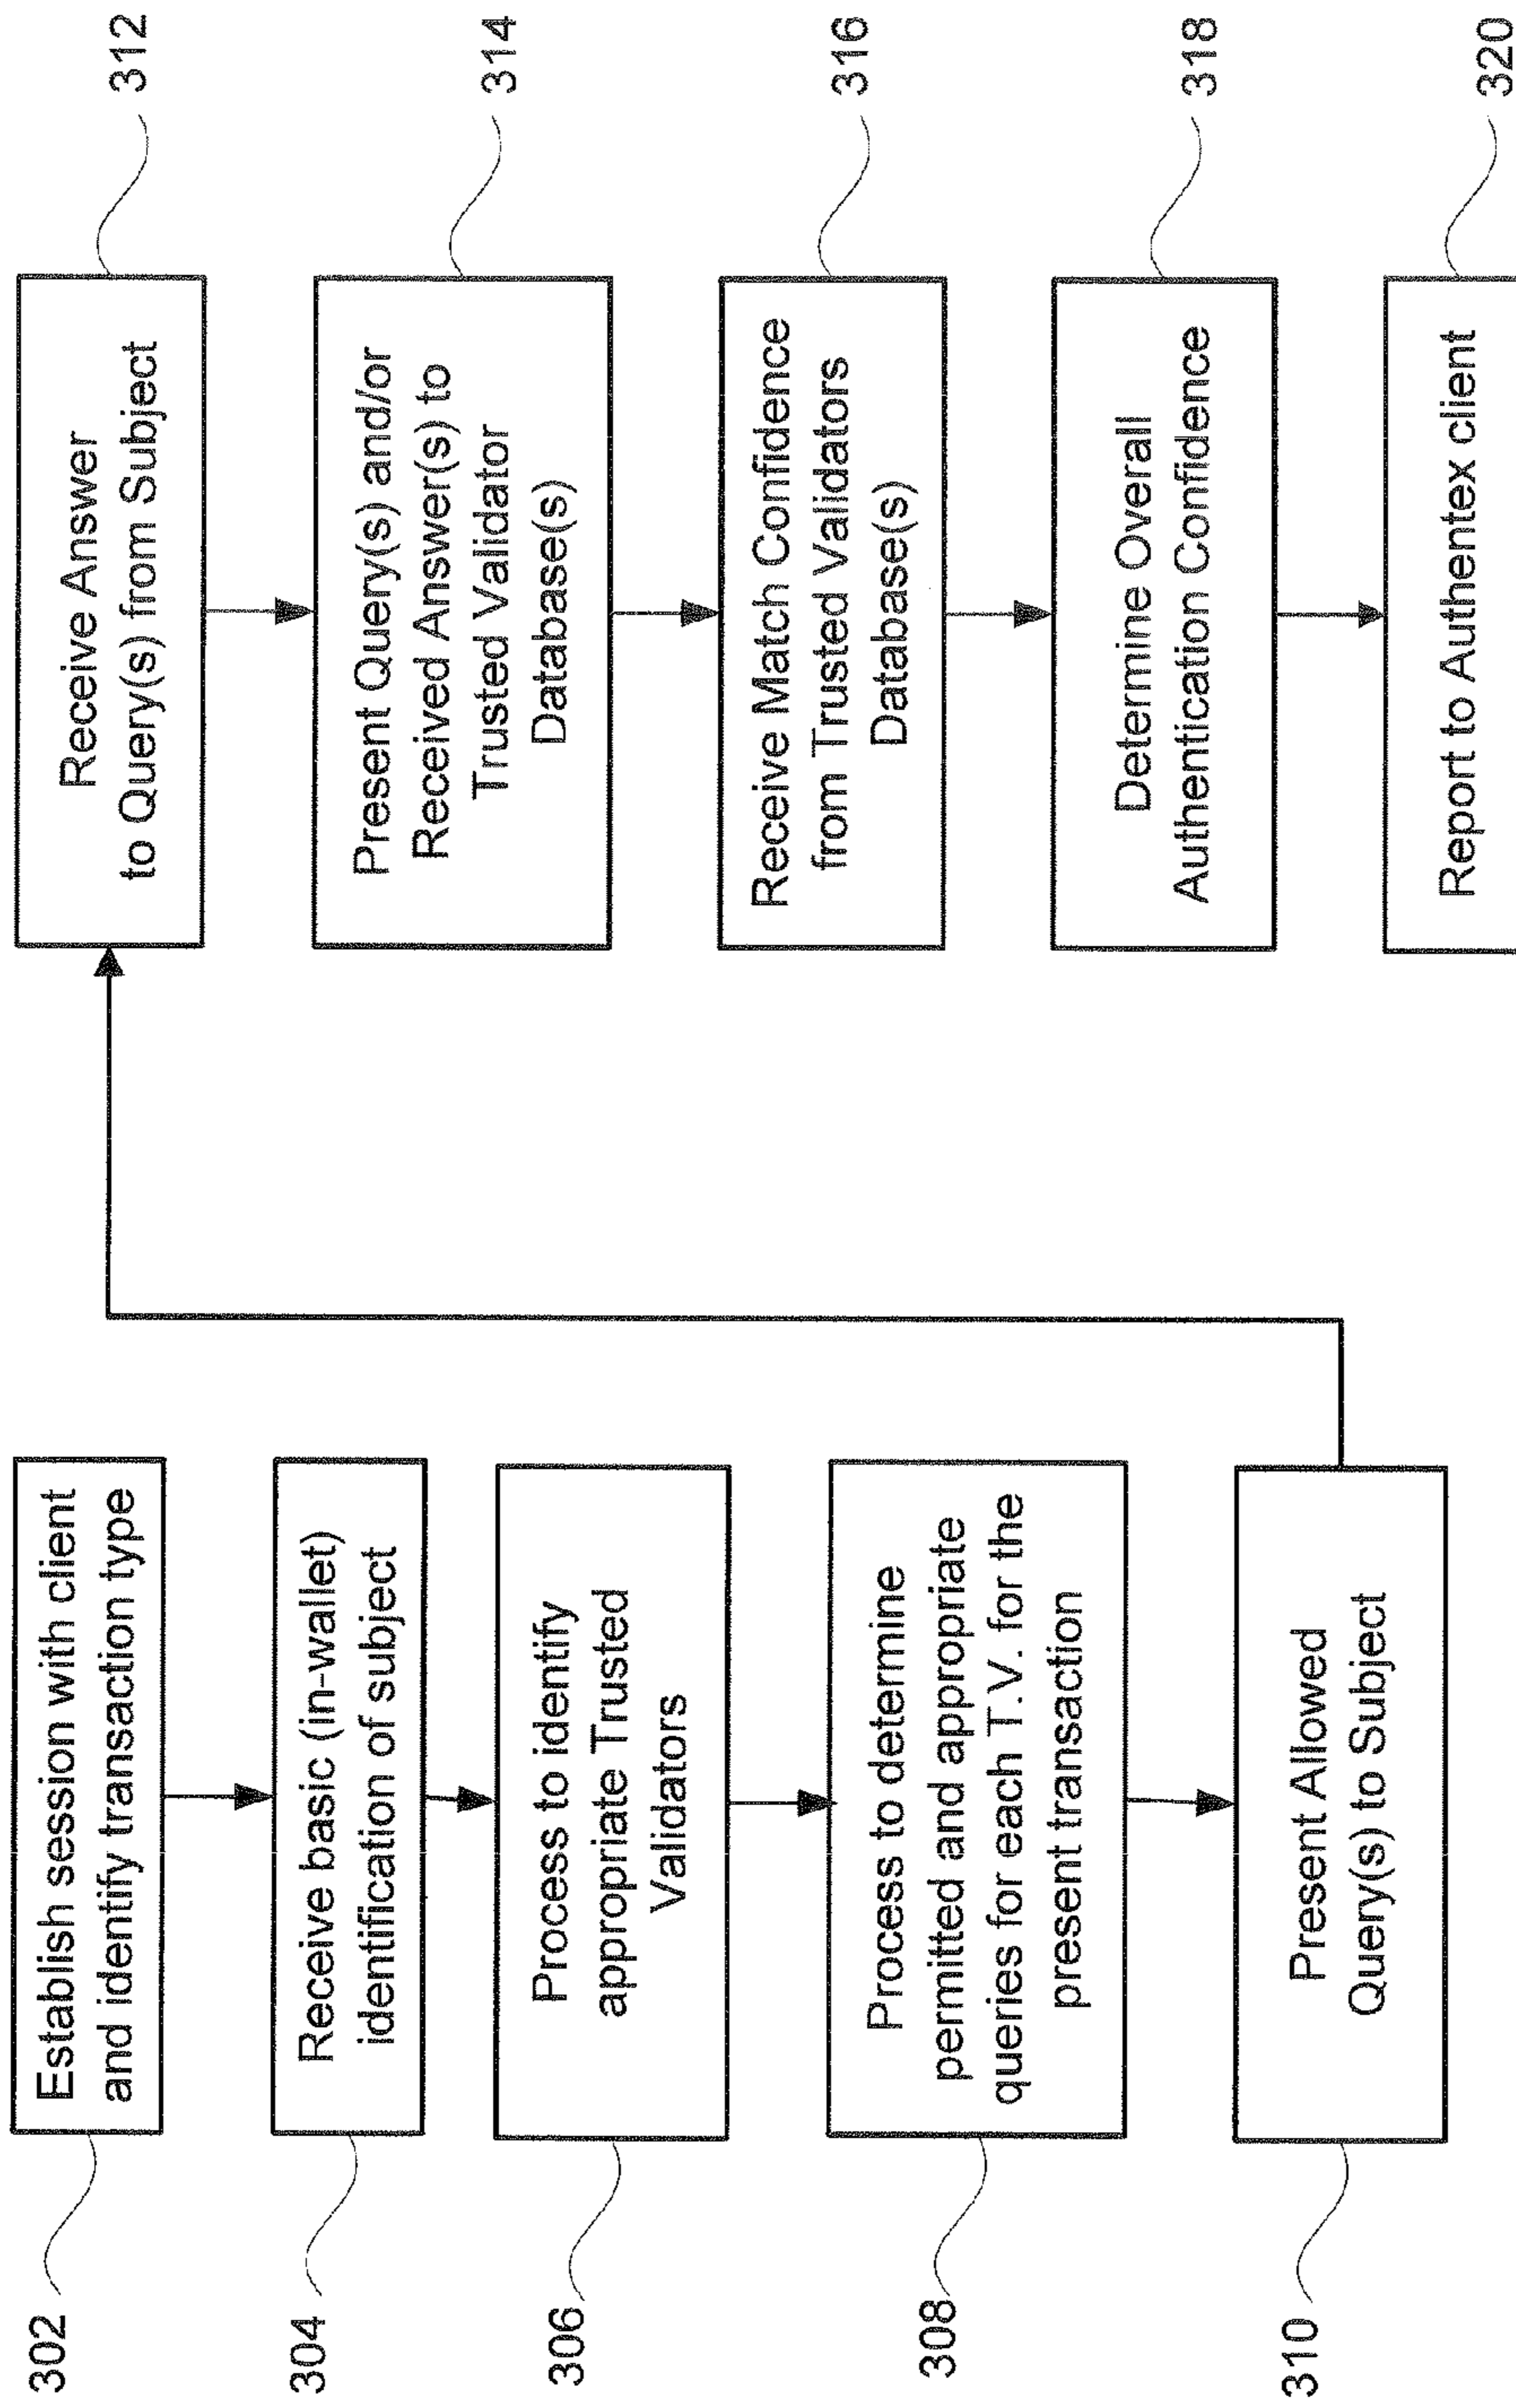 302
Establish session with client
and identify transaction type
304
Receive basic (in-wallet)
identification of subject
306
Process to identify
appropriate Trusted
Validators
308
Process to determine
permitted and appropriate
queries for each T.V. for the
present transaction
310
Present Allowed
Query(s) to Subject
Receive Answer
to Query(s) from Subject
312
Present Query(s) and/or
Received Answer(s) to
Trusted Validator
Database(s)
314
Receive Match Confidence
from Trusted Validators
Database(s)
316
Determine Overall
Authentication Confidence
318
Report to Authentex client
320